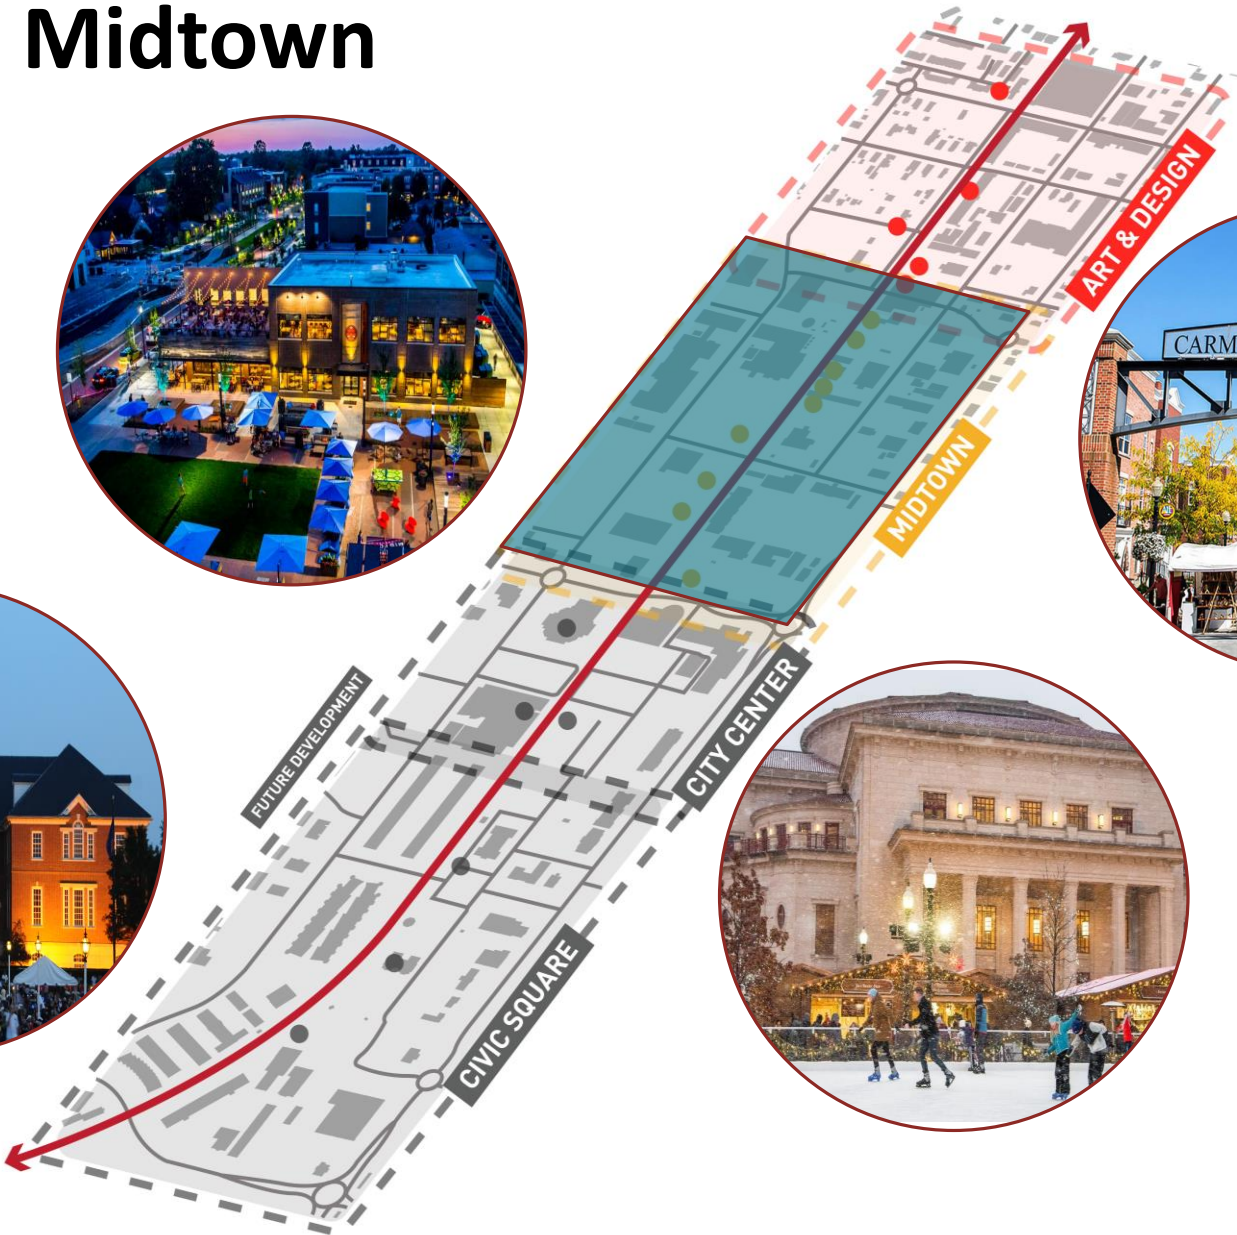 Midtown
ART & DESIGN
CARM
MIDTOWN
CITY CENTER
FUTURE DEVELOPMENT
CIVIC SQUARE